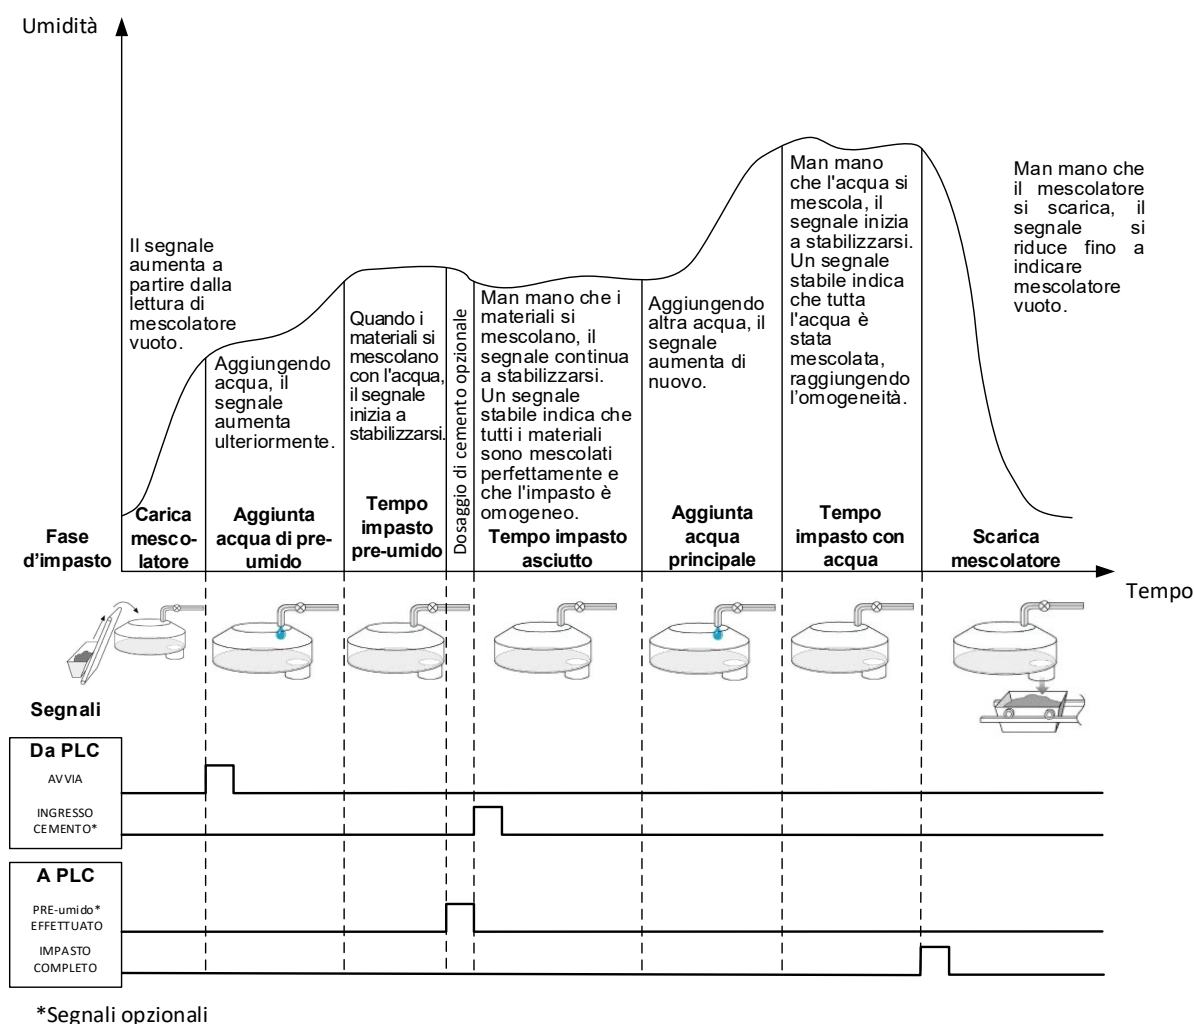 Umidità
Il segnale
aumenta a
partire dalla
lettura di
mescolatore
vuoto.
Aggiungendo
acqua, il
segnale
aumenta
ulteriormente.
Quando i
materiali si
mescolano
con l'acqua,
il segnale
inizia a
stabilizzarsi.
Dosaggio di cemento opzionale
Man mano che i
materiali si
mescolano, il
segnale continua
a stabilizzarsi.
Un segnale
stabile indica che
tutti i materiali
sono mescolati
perfettamente e
che l'impasto è
omogeneo.
Aggiungendo
altra acqua, il
segnale
aumenta di
nuovo.
Man mano
che l'acqua si
mescola, il
segnale inizia
a stabilizzarsi.
Un segnale
stabile indica
che tutta
l'acqua è
stata
mescolata,
raggiungendo
l’omogeneità.
Man mano che
il mescolatore
si scarica, il
segnale si
riduce fino a
indicare
mescolatore
vuoto.
Fase
d’impasto
Carica
mesco-
latore
Aggiunta
acqua di pre-
umido
Tempo
impasto
pre-umido
Tempo impasto
asciutto
Aggiunta
acqua
principale
Tempo
impasto con
acqua
Scarica
mescolatore
Tempo
Segnali
Da PLC
AVVIA
INGRESSO
CEMENTO*
A PLC
PRE-umido*
EFFETTUATO
IMPASTO
COMPLETO
*Segnali opzionali